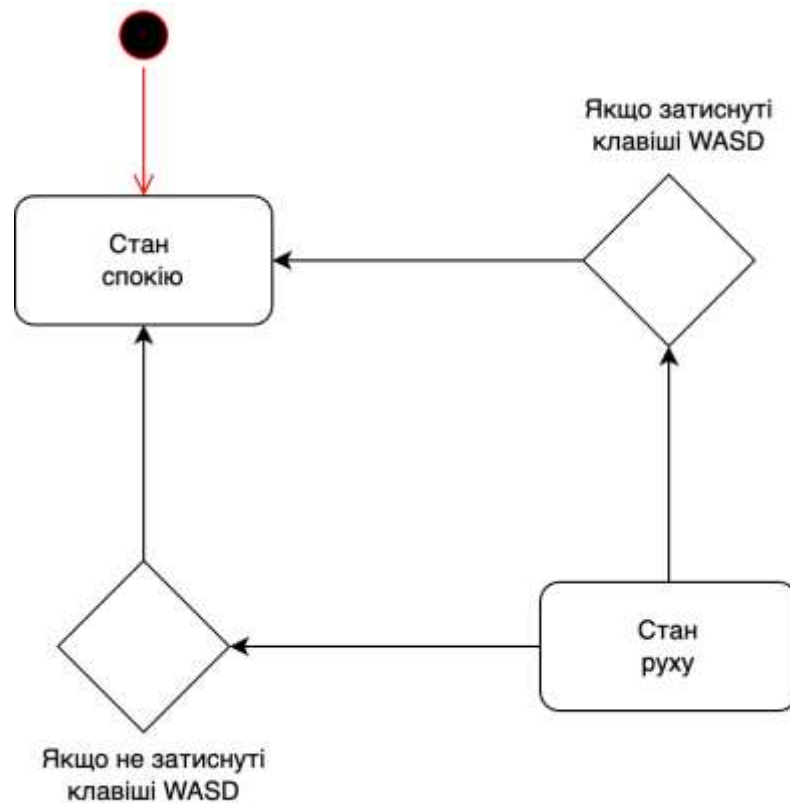 Якщо затиснуті
клавіші WASD
Стан
спокію
Стан
руху
Якщо не затиснуті
клавіші WASD